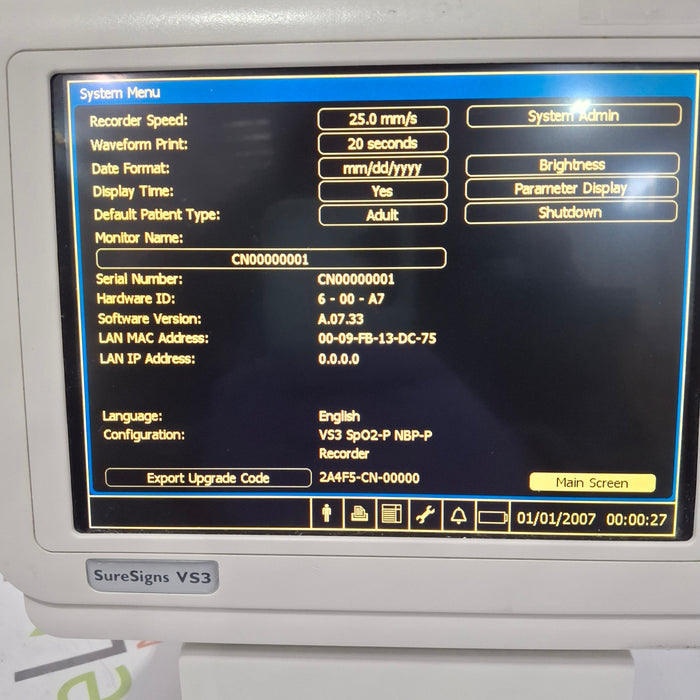 System Menu
Recorder Speed: 25.0 mm/s System Admin
Waveform Print: 20 seconds
Date Format: mm/dd/yyyy Brightness
Display Time: Yes Parameter Display
Default Patient Type: Adult Shutdown
Monitor Name:
CN00000001
Serial Number: CN00000001
Hardware ID: 6 - 00 - A7
Software Version: A.07.33
LAN MAC Address: 00-09-FB-13-DC-75
LAN IP Address: 0.0.0.0
Language: English
Configuration: VS3 SpO2-P NBP-P
Recorder
Export Upgrade Code 2A4F5-CN-00000 Main Screen
01/01/2007 00:00:27
SureSigns VS3